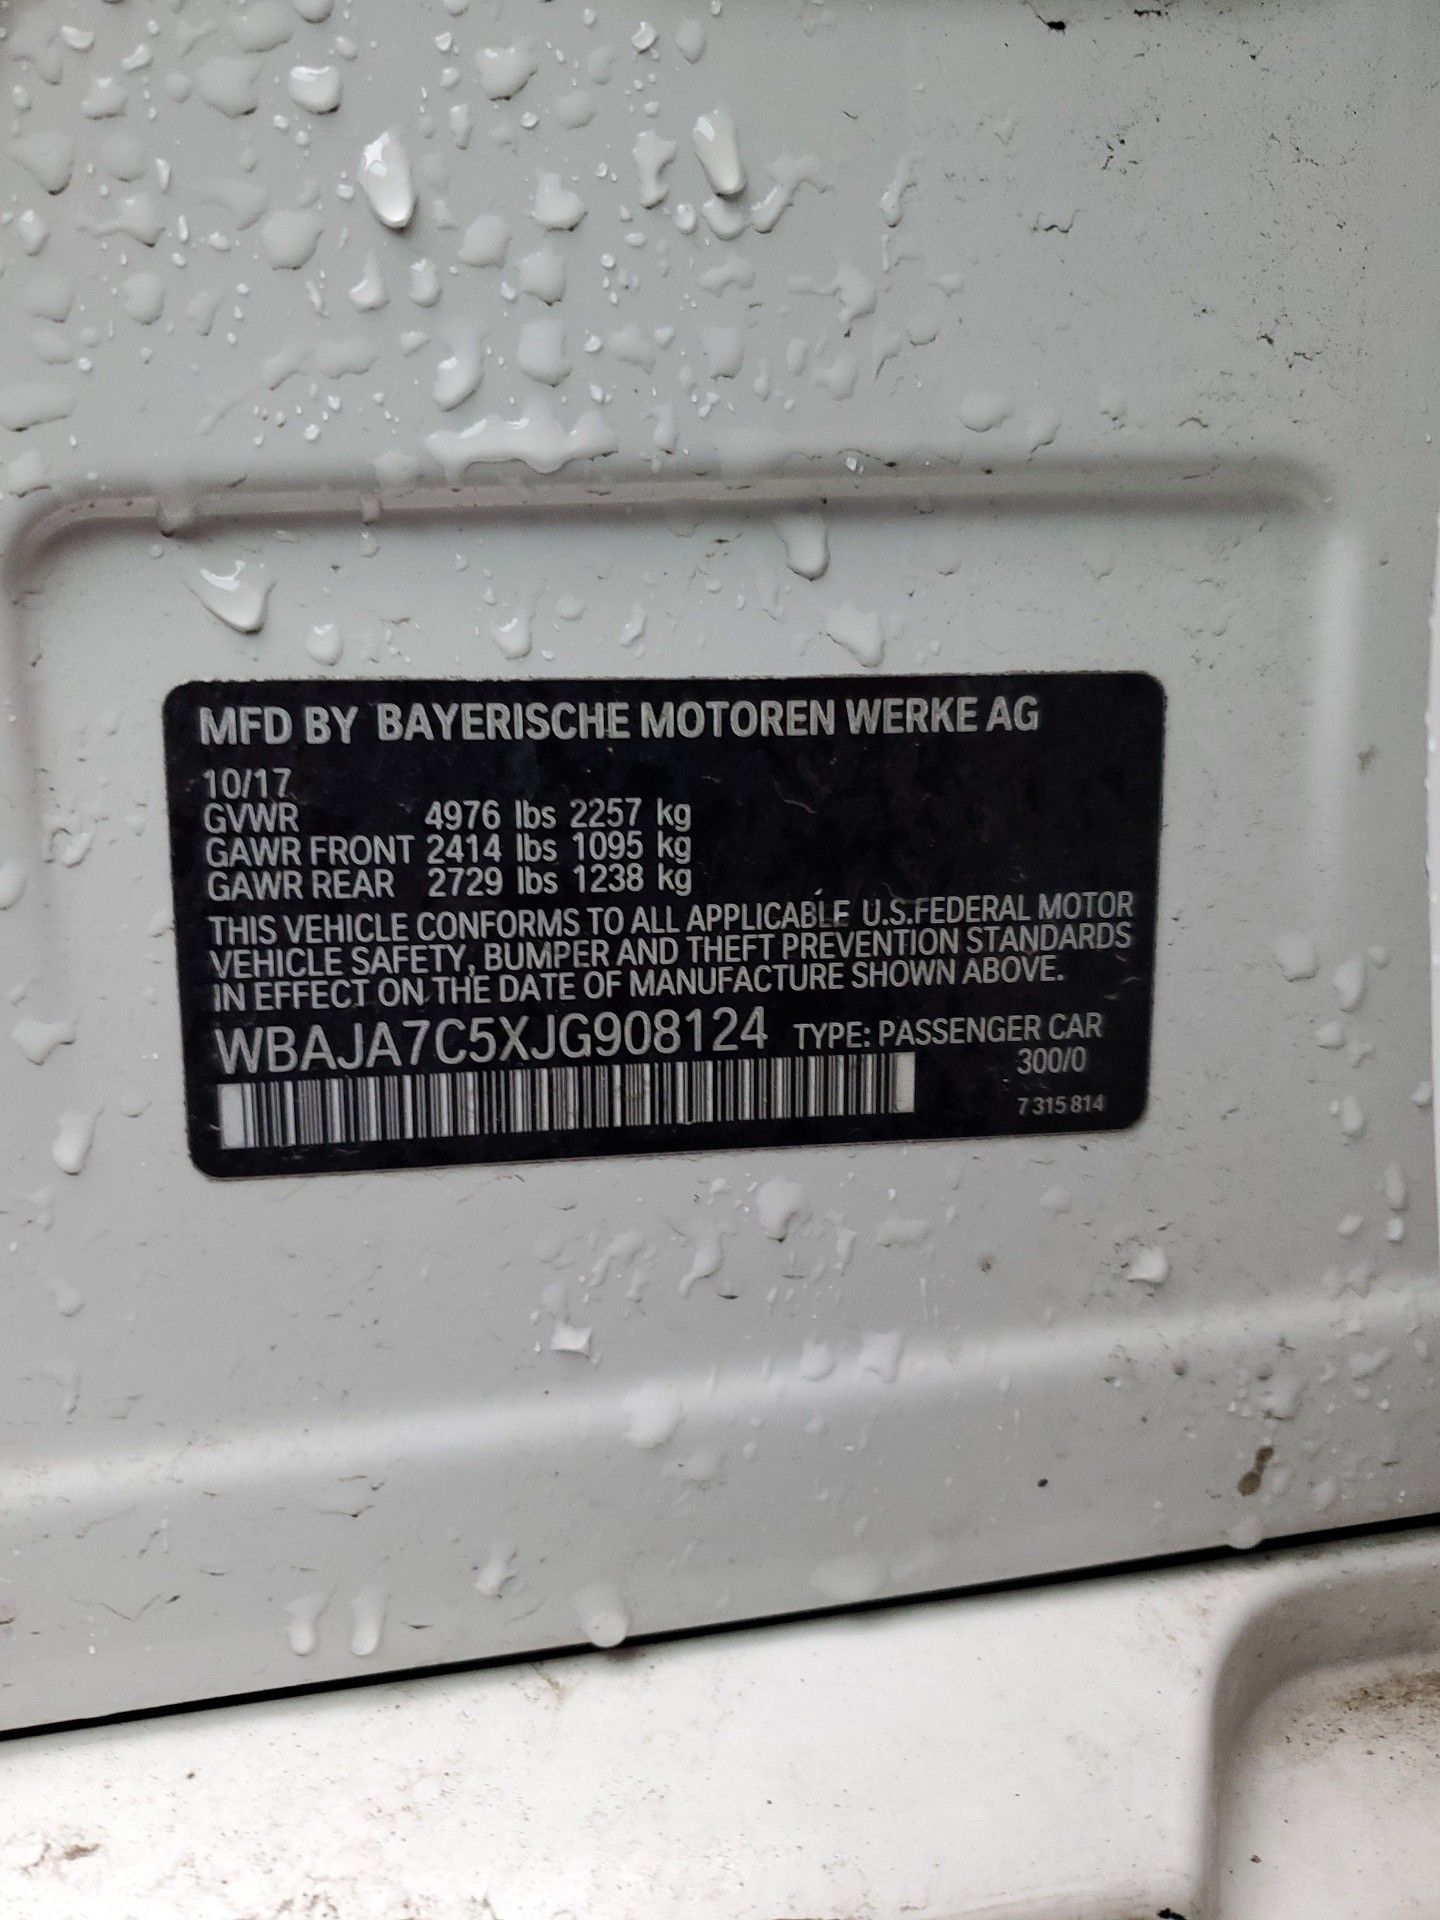 MFD BY BAYERISCHE MOTOREN WERKE AG
10/17
GVWR 4976 lbs 2257 kg
GAWR FRONT 2414 lbs 1095 kg
GAWR REAR 2729 lbs 1238 kg
THIS VEHICLE CONFORMS TO ALL APPLICABLE U.S.FEDERAL MOTOR
VEHICLE SAFETY, BUMPER AND THEFT PREVENTION STANDARDS
IN EFFECT ON THE DATE OF MANUFACTURE SHOWN ABOVE.
WBAJA7C5XJG908124 TYPE: PASSENGER CAR
300/0
7 315 814